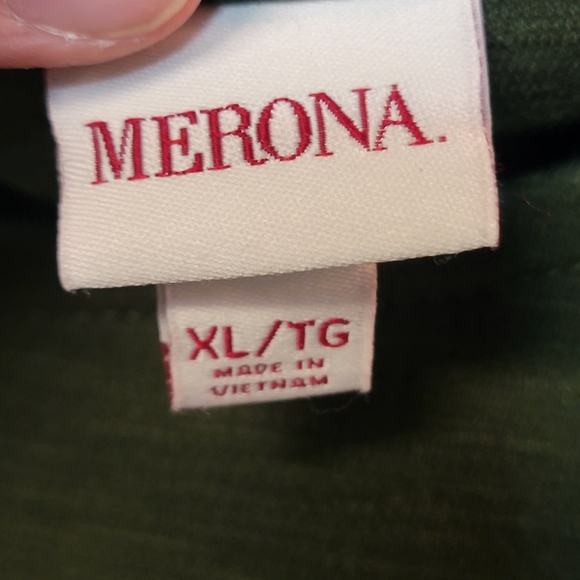 MERONA.
XL/TG
MADE IN
VIETNAM